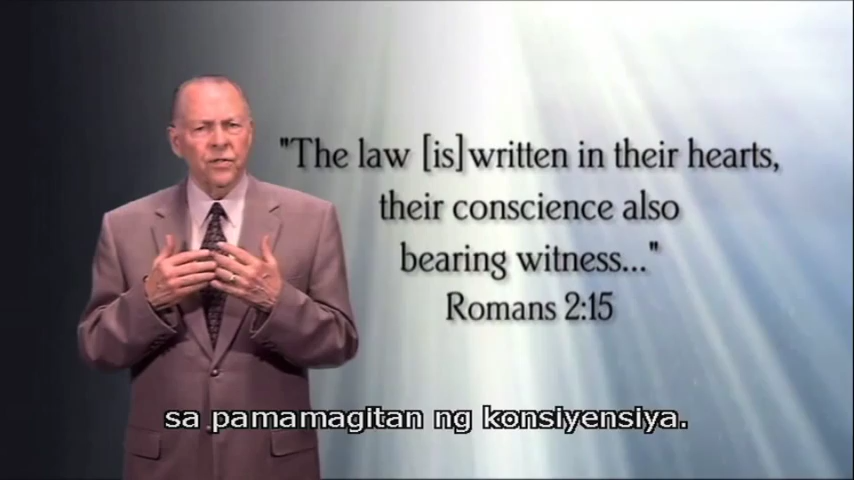 "The law [is]written in their hearts,
their conscience also
bearing witness..."
Romans 2:15
sa pamamagitan ng konsiyensiya.